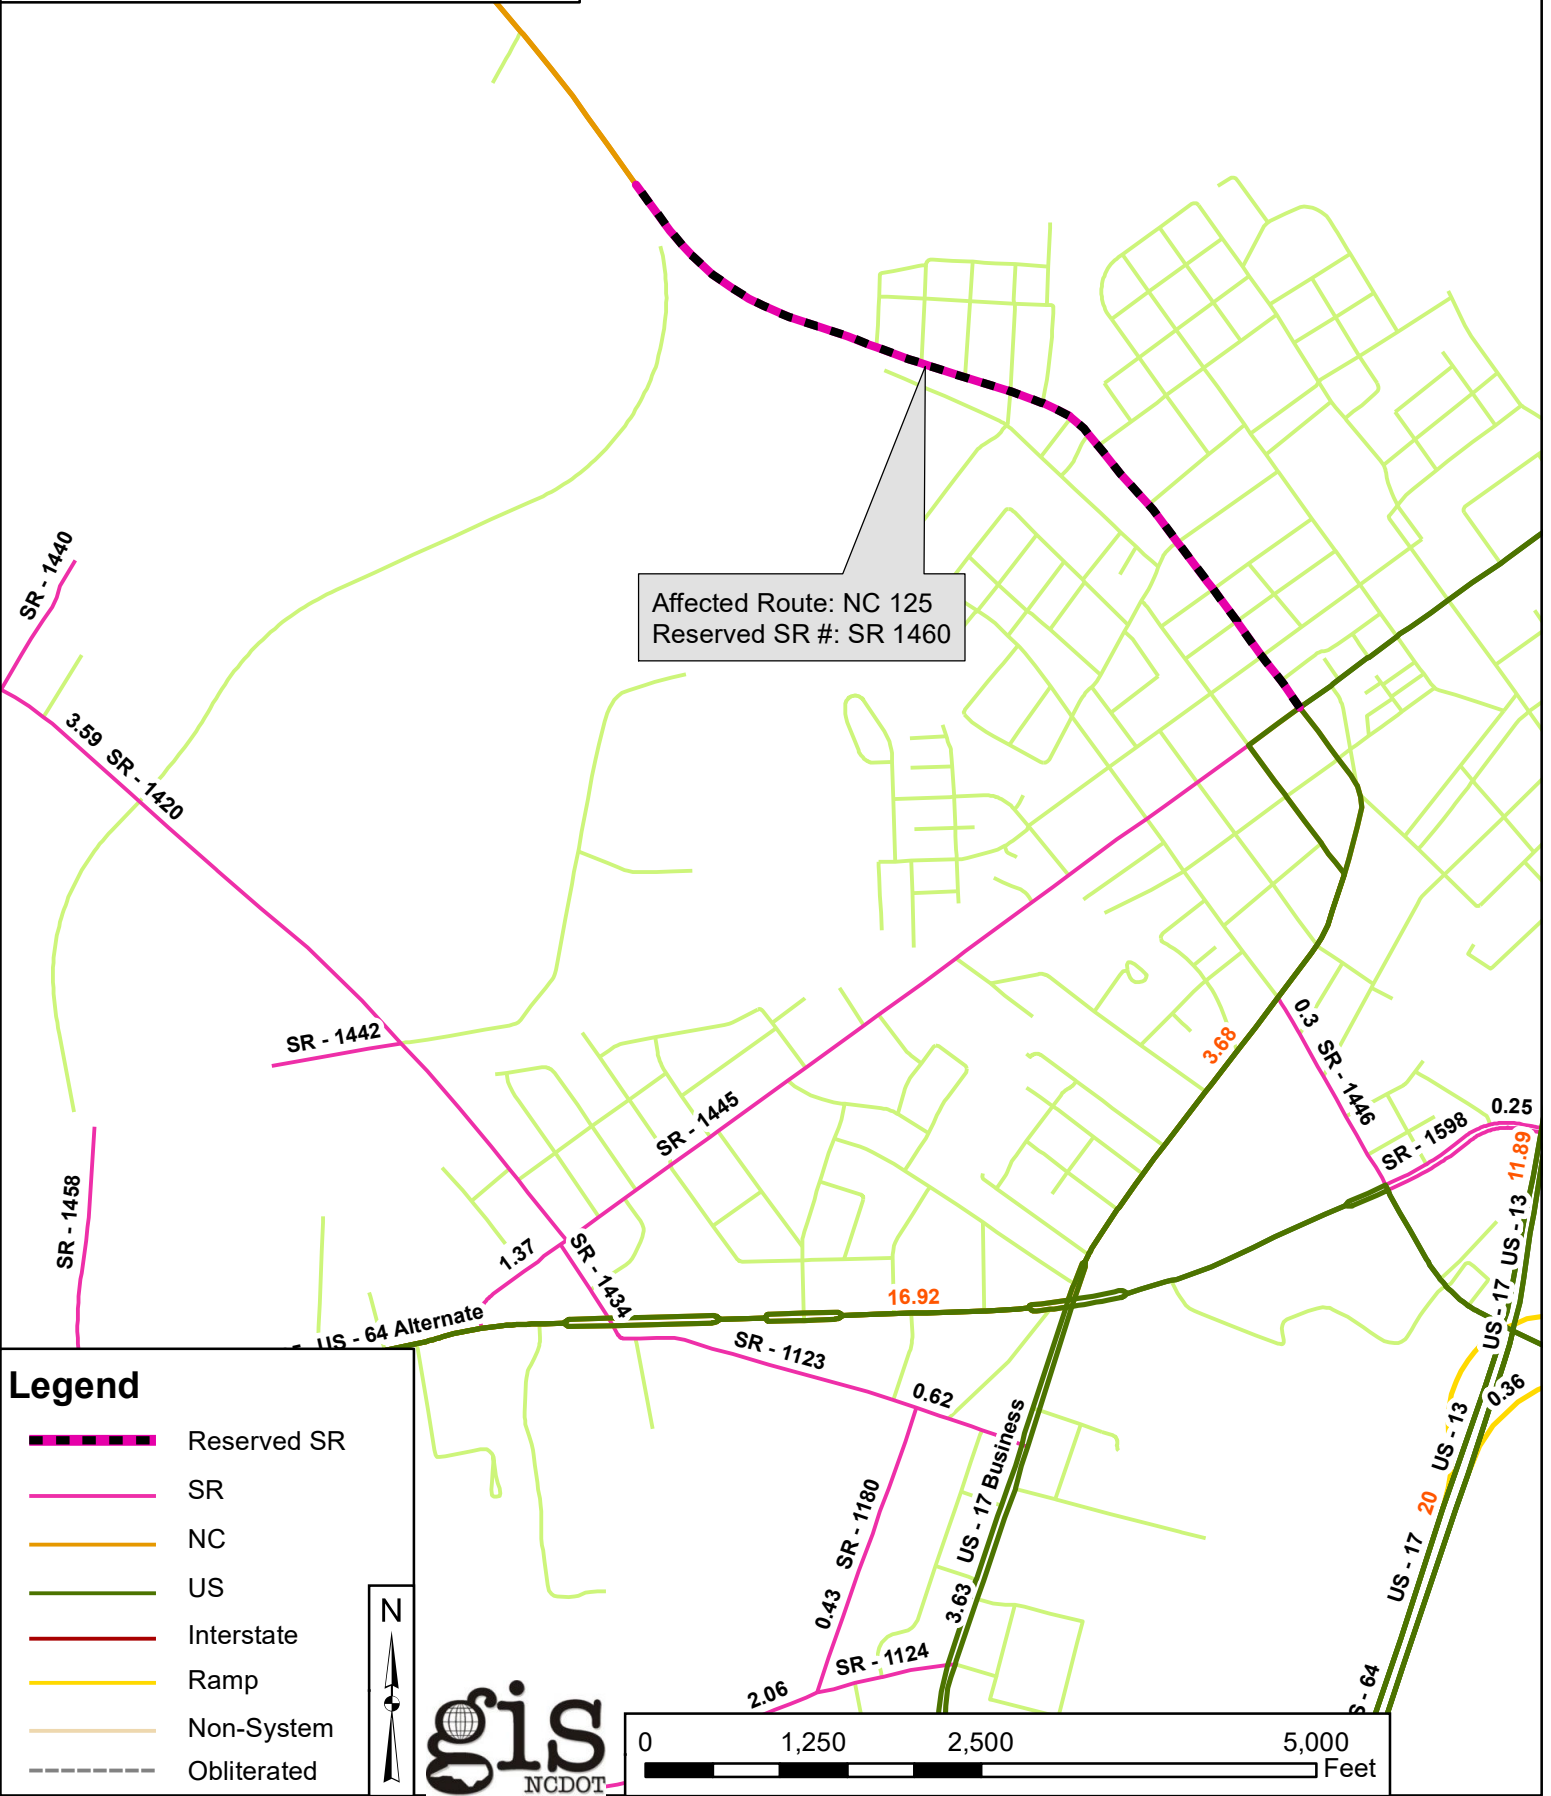 SR - 1440
Affected Route: NC 125
Reserved SR #: SR 1460
3.59 SR - 1420
SR - 1442
0.3 SR - 1446
3.68
SR - 1445
0.25
SR - 1598
11.89
SR - 1458
1.37
SR - 1434
US - 17 US - 13
16.92
US - 64 Alternate
SR - 1123
0.62
0.36
US - 13
20
US - 17 Business
US - 17
SR - 1180
0.43
3.63
SR - 1124
2.06
S - 64
Legend
Reserved SR
SR
NC
US
Interstate
Ramp
Non-System
Obliterated
N
gis
NCDOT
0 1,250 2,500 5,000
Feet